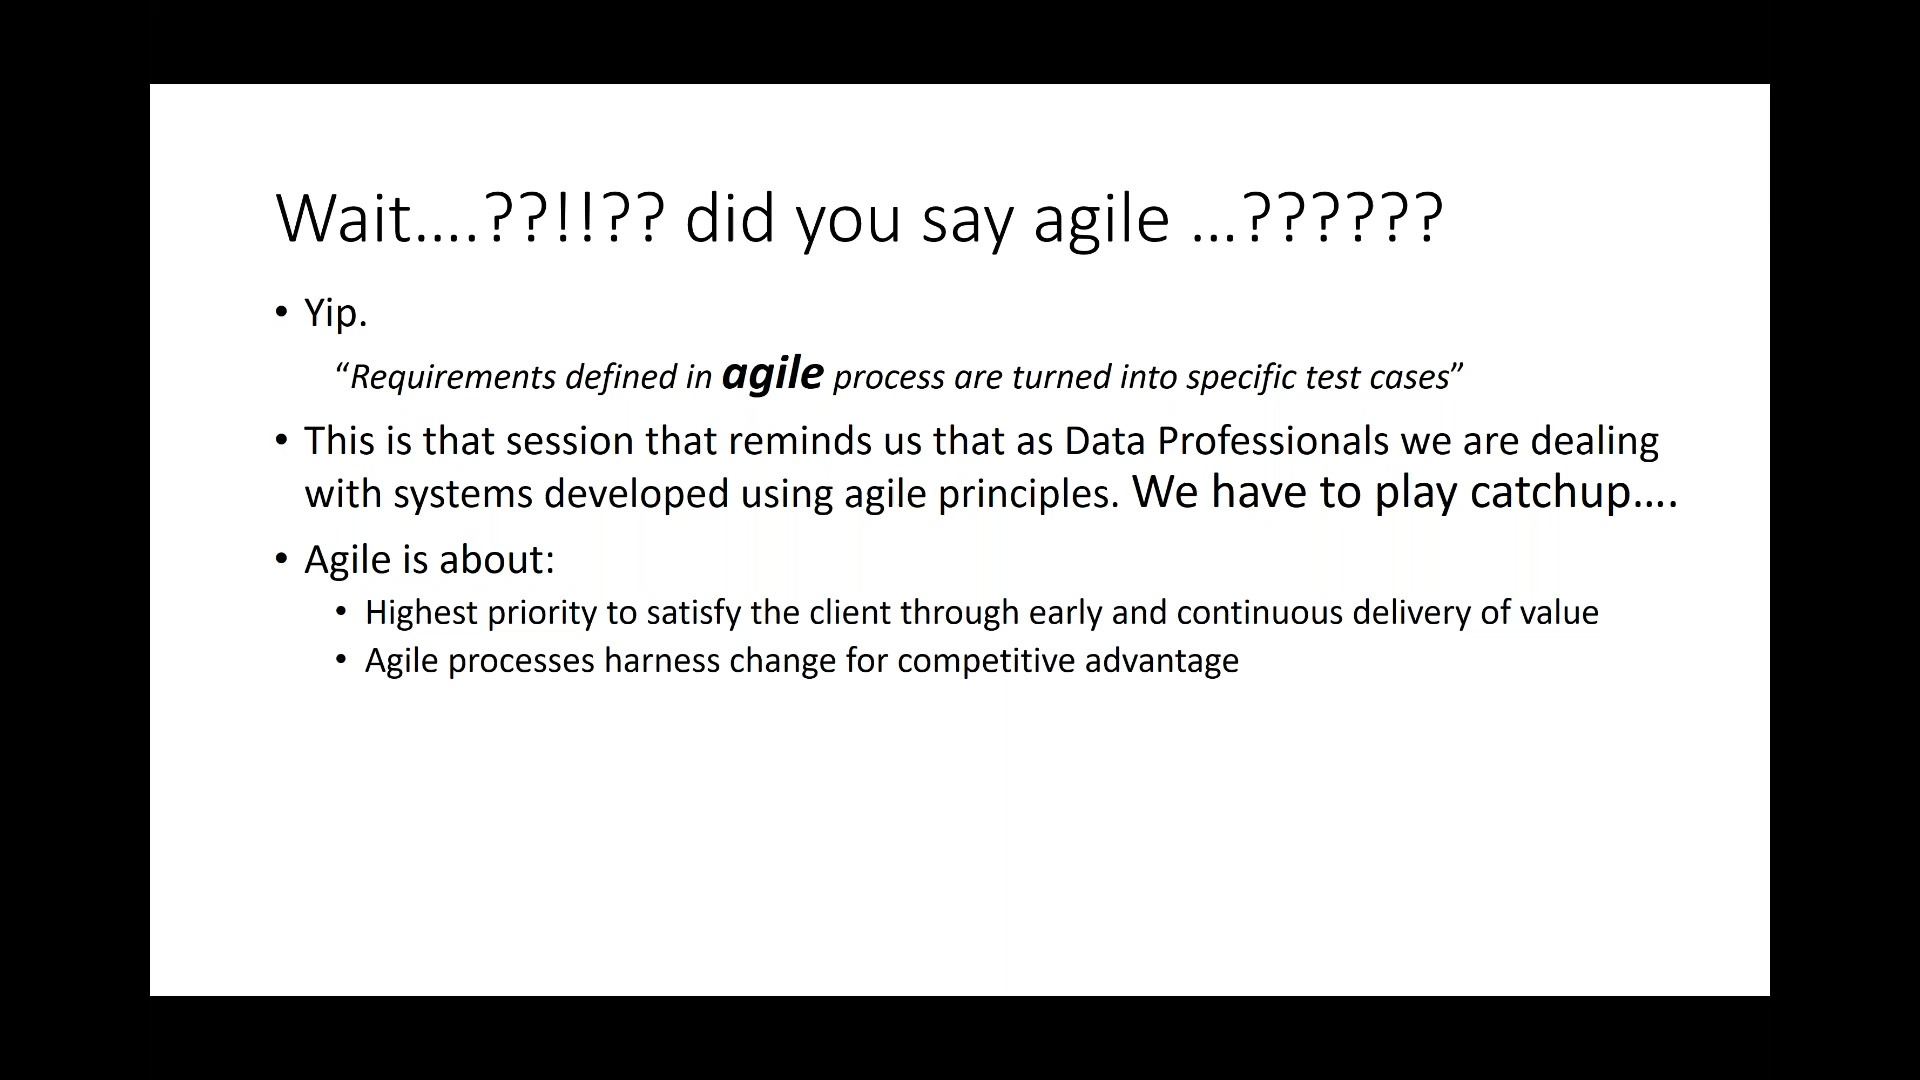 Wait....??!!?? did you say agile ...??????
• Yip.
“Requirements defined in agile process are turned into specific test cases”
• This is that session that reminds us that as Data Professionals we are dealing
with systems developed using agile principles. We have to play catchup....
• Agile is about:
• Highest priority to satisfy the client through early and continuous delivery of value
• Agile processes harness change for competitive advantage